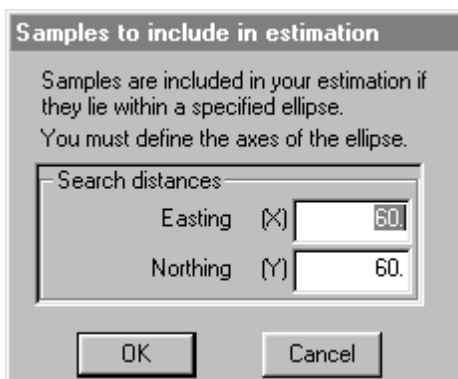 Samples to include in estimation
Samples are included in your estimation if
they lie within a specified ellipse.
You must define the axes of the ellipse.
Search distances
Easting (X) 60.
Northing (Y) 60.
OK Cancel